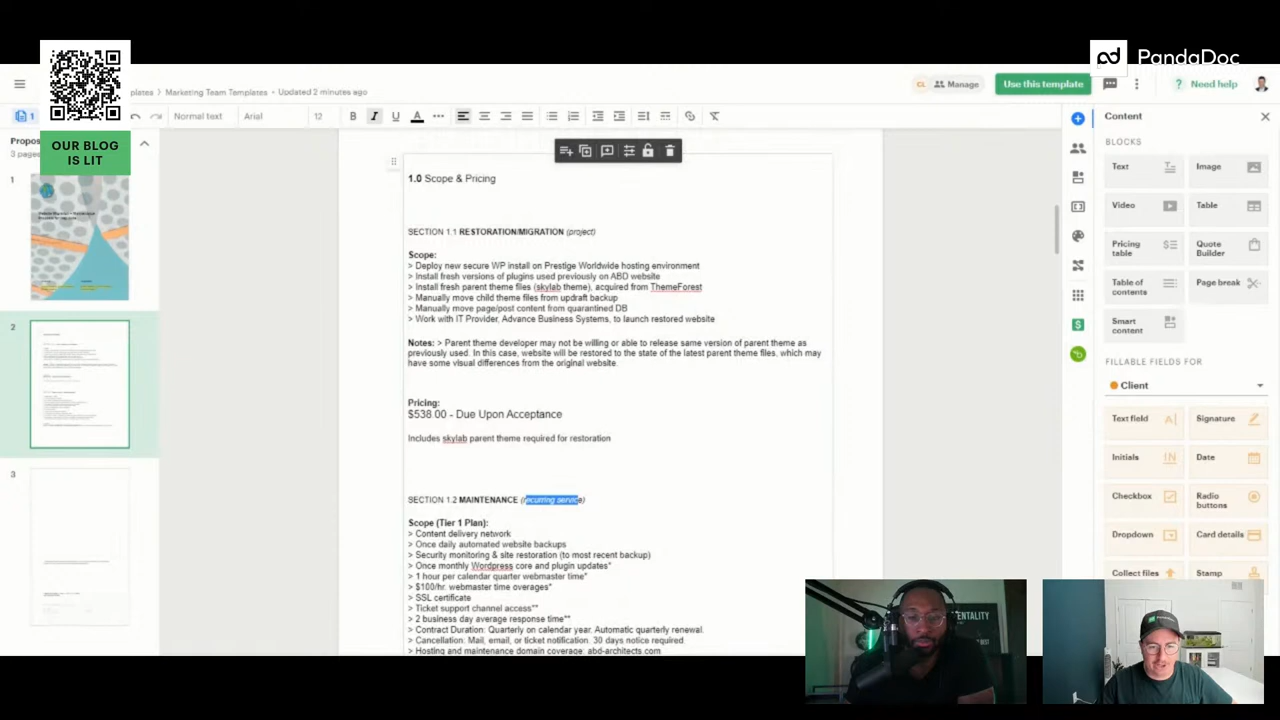 pd PandaDoc
OUR BLOG
IS LIT
plates › Marketing Team Templates • Updated 2 minutes ago
CL Manage
Use this template
Need help
1
Normal text
Arial
12
B I U A
Propo
3 pages
1
2
3
1.0 Scope & Pricing
SECTION 1.1 RESTORATION/MIGRATION (project)
Scope:
> Deploy new secure WP install on Prestige Worldwide hosting environment
> Install fresh versions of plugins used previously on ABD website
> Install fresh parent theme files (skylab theme), acquired from ThemeForest
> Manually move child theme files from updraft backup
> Manually move page/post content from quarantined DB
> Work with IT Provider, Advance Business Systems, to launch restored website
Notes: > Parent theme developer may not be willing or able to release same version of parent theme as
previously used. In this case, website will be restored to the state of the latest parent theme files, which may
have some visual differences from the original website.
Pricing:
$538.00 - Due Upon Acceptance
Includes skylab parent theme required for restoration
SECTION 1.2 MAINTENANCE (recurring service)
Scope (Tier 1 Plan):
> Content delivery network
> Once daily automated website backups
> Security monitoring & site restoration (to most recent backup)
> Once monthly Wordpress core and plugin updates*
> 1 hour per calendar quarter webmaster time*
> $100/hr. webmaster time overages*
> SSL certificate
> Ticket support channel access**
> 2 business day average response time**
> Contract Duration: Quarterly on calendar year. Automatic quarterly renewal.
> Cancellation: Mail, email, or ticket notification. 30 days notice required.
> Hosting and maintenance domain coverage: abd-architects.com
Content
BLOCKS
Text
Image
Video
Table
Pricing
table
Quote
Builder
Table of
contents
Page break
Smart
content
FILLABLE FIELDS FOR
Client
Text field
Signature
Initials
Date
Checkbox
Radio
buttons
Dropdown
Card details
Collect files
Stamp
MENTALITY